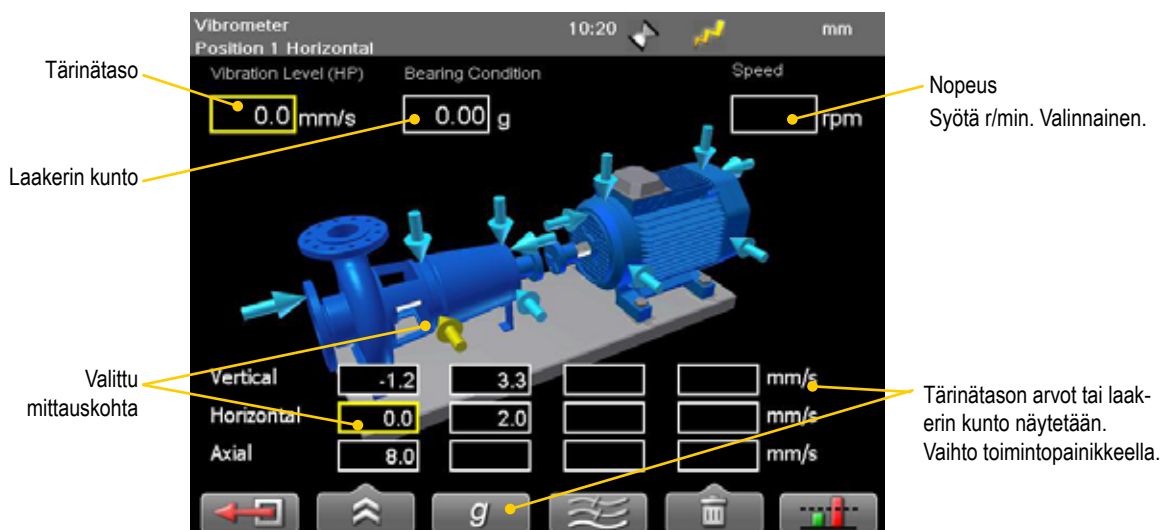 Vibrometer
10:20
mm
Position 1 Horizontal
Tärinätaso
Vibration Level (HP)
Bearing Condition
Speed
0.0 mm/s
0.00 g
rpm
Nopeus
Syötä r/min. Valinnainen.
Laakerin kunto
Valittu
mittauskohta
Vertical -1.2 3.3 mm/s
Horizontal 0.0 2.0 mm/s
Axial 8.0 mm/s
Tärinätason arvot tai laak-
erin kunto näytetään.
Vaihto toimintopainikkeella.
g